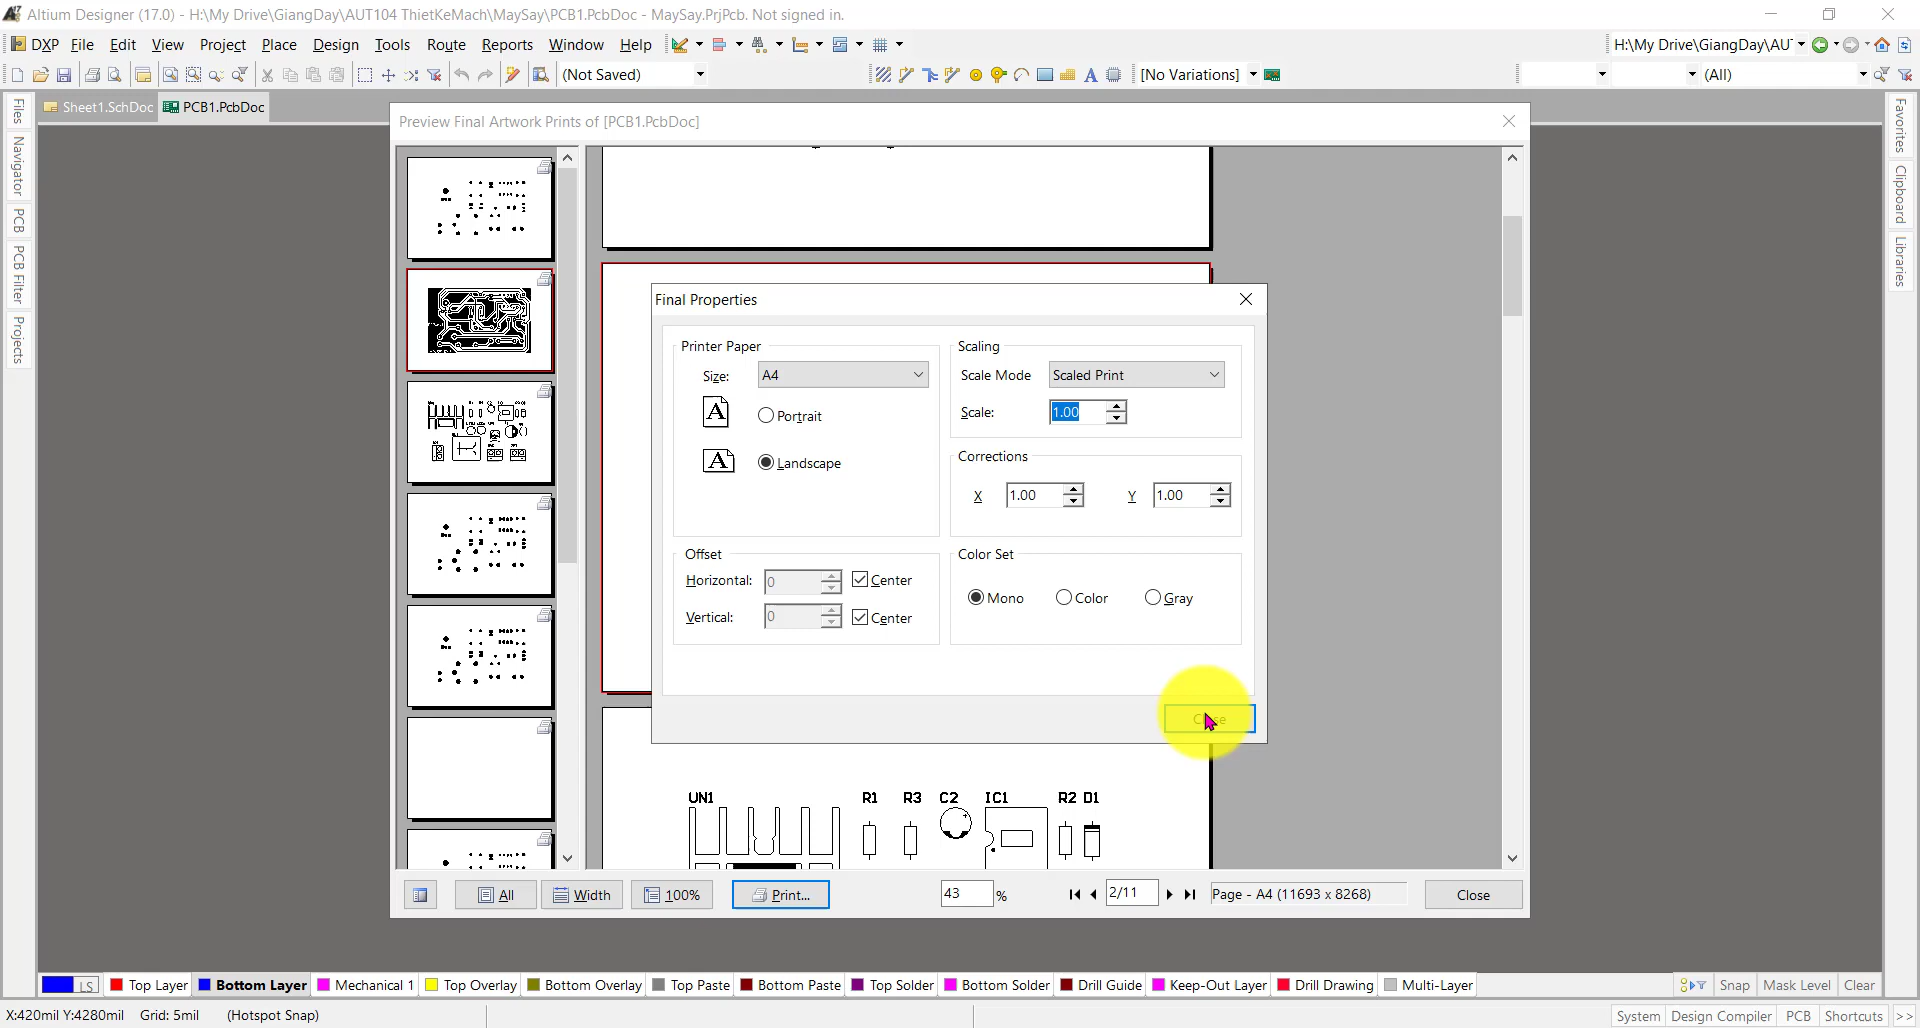 Altium Designer (17.0) - H:\My Drive\GiangDay\AUT104 ThietKeMach\MaySay\PCB1.PcbDoc - MaySay.PrjPcb. Not signed in.
DXP File Edit View Project Place Design Tools Route Reports Window Help
H:\My Drive\GiangDay\AU
(Not Saved)
[No Variations]
(All)
Sheet1.SchDoc PCB1.PcbDoc
Files
Navigator
PCB
PCB Filter
Projects
Favorites
Clipboard
Libraries
Preview Final Artwork Prints of [PCB1.PcbDoc]
Final Properties
Printer Paper
Size: A4
A Portrait
A Landscape
Scaling
Scale Mode Scaled Print
Scale: 1.00
Corrections
X 1.00 Y 1.00
Offset
Horizontal: 0 Center
Vertical: 0 Center
Color Set
Mono Color Gray
Close
UN1 R1 R3 C2 IC1 R2 D1
All Width 100% Print... 43 % 2/11 Page - A4 (11693 x 8268) Close
LS Top Layer Bottom Layer Mechanical 1 Top Overlay Bottom Overlay Top Paste Bottom Paste Top Solder Bottom Solder Drill Guide Keep-Out Layer Drill Drawing Multi-Layer Snap Mask Level Clear
X:420mil Y:4280mil Grid: 5mil (Hotspot Snap) System Design Compiler PCB Shortcuts >>